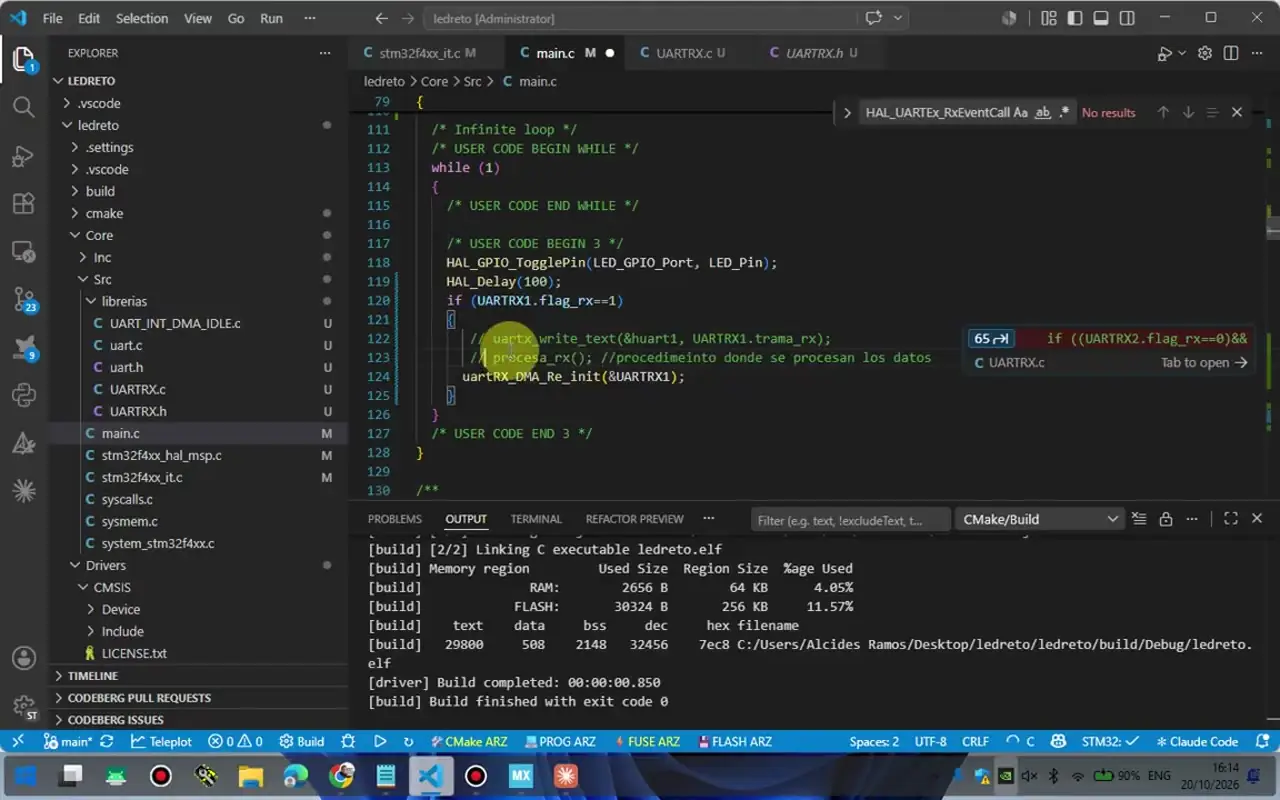 File Edit Selection View Go Run ···
ledreto [Administrator]
EXPLORER ···
1
LEDRETO
.vscode
ledreto
.settings
.vscode
build
cmake
Core
Inc
Src
librerias
C UART_INT_DMA_IDLE.c U
C uart.c U
C uart.h U
C UARTRX.c U
C UARTRX.h U
C main.c M
C stm32f4xx_hal_msp.c M
C stm32f4xx_it.c M
C syscalls.c
C sysmem.c
C system_stm32f4xx.c
Drivers
CMSIS
Device
Include
LICENSE.txt
TIMELINE
CODEBERG PULL REQUESTS
CODEBERG ISSUES
23
9
ST
C stm32f4xx_it.c M
C main.c M
C UARTRX.c U
C UARTRX.h U
ledreto > Core > Src > C main.c
HAL_UARTEx_RxEventCall Aa ab .* No results
79 {
111 /* Infinite loop */
112 /* USER CODE BEGIN WHILE */
113 while (1)
114 {
115 /* USER CODE END WHILE */
116
117 /* USER CODE BEGIN 3 */
118 HAL_GPIO_TogglePin(LED_GPIO_Port, LED_Pin);
119 HAL_Delay(100);
120 if (UARTRX1.flag_rx==1)
121 {
122 // uartx_write_text(&huart1, UARTRX1.trama_rx);
123 // procesa_rx(); //procedimeinto donde se procesan los datos
124 uartRX_DMA_Re_init(&UARTRX1);
125 }
126 }
127 /* USER CODE END 3 */
128 }
129
130 /**
65 if ((UARTRX2.flag_rx==0)&&
C UARTRX.c Tab to open →
PROBLEMS OUTPUT TERMINAL REFACTOR PREVIEW ··· Filter (e.g. text, !excludeText, t... CMake/Build
[build] [2/2] Linking C executable ledreto.elf
[build] Memory region Used Size Region Size %age Used
[build] RAM: 2656 B 64 KB 4.05%
[build] FLASH: 30324 B 256 KB 11.57%
[build] text data bss dec hex filename
[build] 29800 508 2148 32456 7ec8 C:/Users/Alcides Ramos/Desktop/ledreto/ledreto/build/Debug/ledreto.
elf
[driver] Build completed: 00:00:00.850
[build] Build finished with exit code 0
main* Teleplot 0 0 Build CMake ARZ PROG ARZ FUSE ARZ FLASH ARZ Spaces: 2 UTF-8 CRLF C STM32: ✓ Claude Code
MX 90% ENG
16:14
20/10/2026